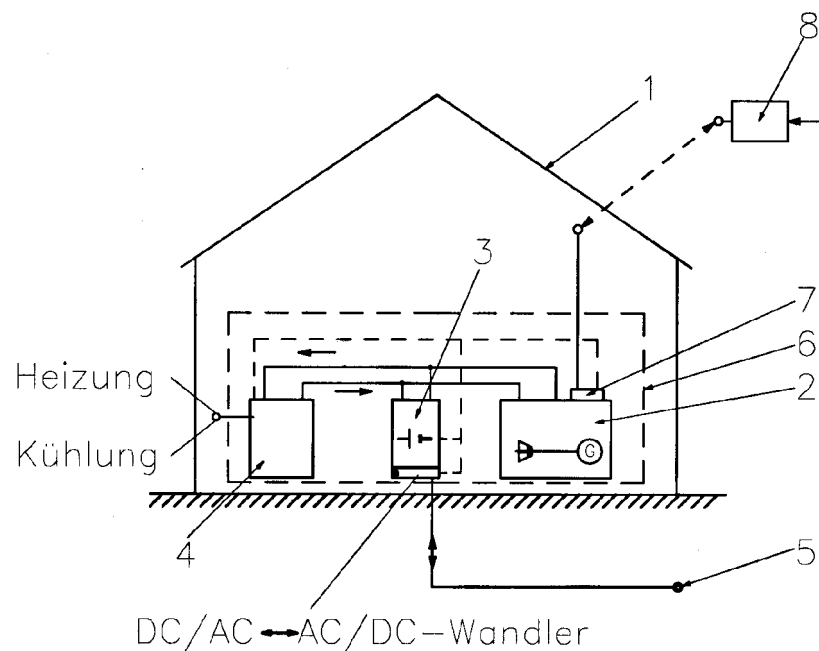 8
1
3
7
6
2
Heizung
Kühlung
G
4
5
DC/AC ↔ AC/DC-Wandler